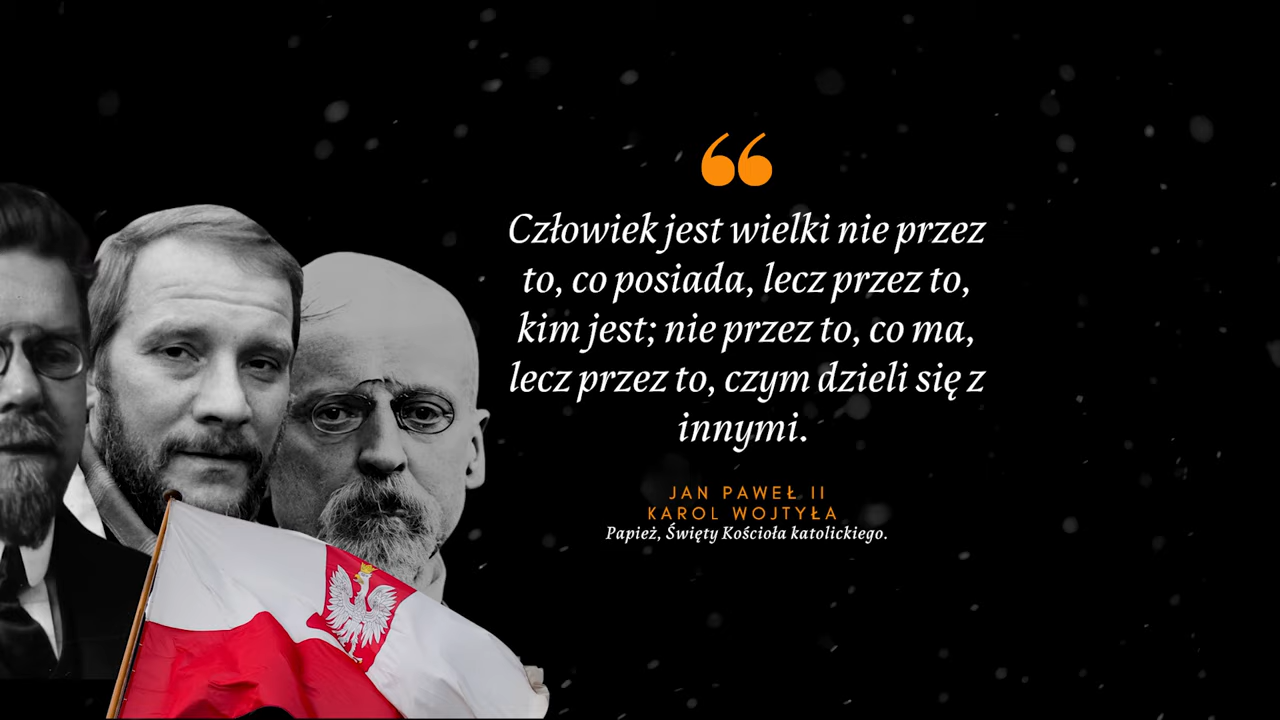 Człowiek jest wielki nie przez
to, co posiada, lecz przez to,
kim jest; nie przez to, co ma,
lecz przez to, czym dzieli się z
innymi.
JAN PAWEŁ II
KAROL WOJTYŁA
Papież, Święty Kościoła katolickiego.